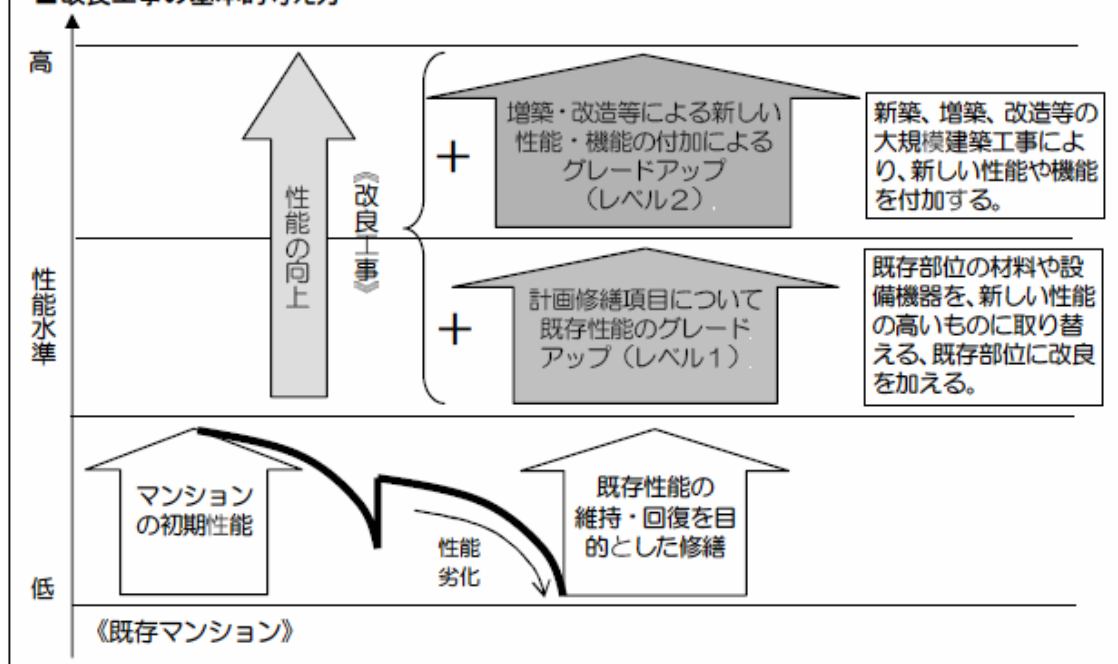 高
増築・改造等による新しい
性能・機能の付加による
グレードアップ
(レベル2)
新築、増築、改造等の
大規模建築工事によ
り、新しい性能や機能
を付加する。
+
《改良工事》
性能の向上
性能水準
計画修繕項目について
既存性能のグレード
アップ(レベル1)
既存部位の材料や設
備機器を、新しい性能
の高いものに取り替
える、既存部位に改良
を加える。
+
マンション
の初期性能
性能
劣化
既存性能の
維持・回復を目
的とした修繕
低
《既存マンション》